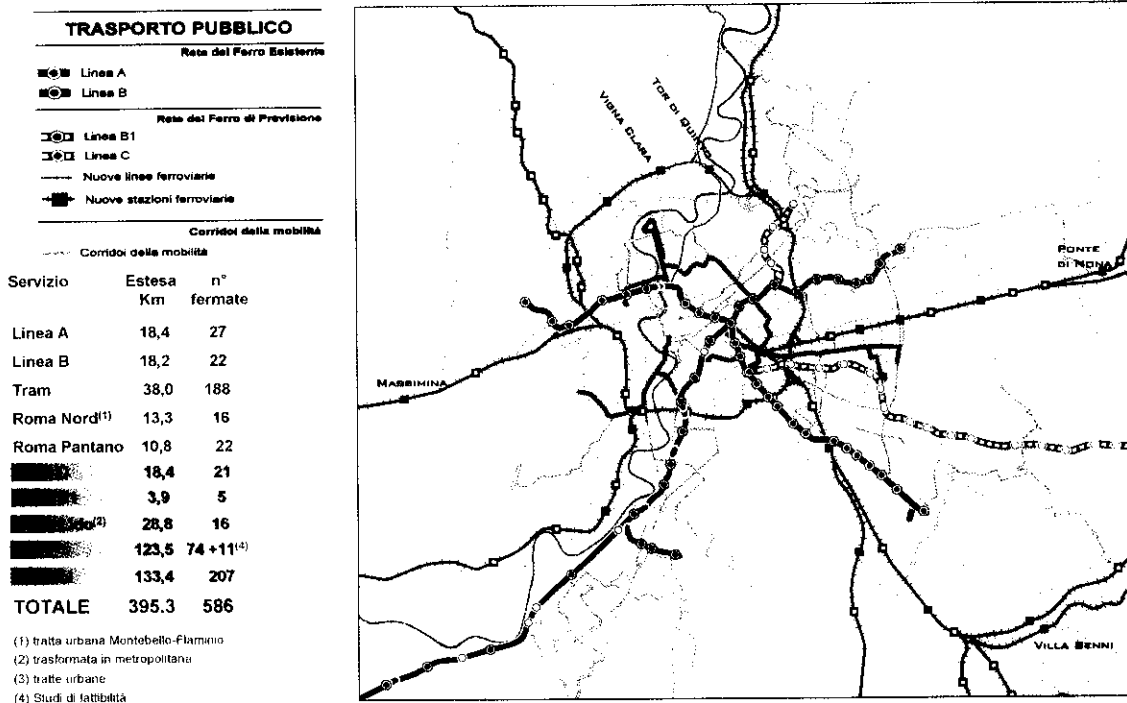 TRASPORTO PUBBLICO
Rete del Ferro Esistente
Linea A
Linea B
Rete del Ferro di Previsione
Linea B1
Linea C
Nuove linee ferroviarie
Nuove stazioni ferroviarie
Corridoi della mobilità
Corridoi della mobilità
Servizio Estesa n°
Km fermate
Linea A 18,4 27
Linea B 18,2 22
Tram 38,0 188
Roma Nord(1) 13,3 16
Roma Pantano 10,8 22
18,4 21
3,9 5
(2) 28,8 16
123,5 74 +11(4)
133,4 207
TOTALE 395.3 586
(1) tratta urbana Montebello-Flaminio
(2) trasformata in metropolitana
(3) tratte urbane
(4) Studi di fattibilità
VIGNA CLARA
TOR DI QUINTO
PONTE
DI NONA
MASSIMINA
VILLA SENNI